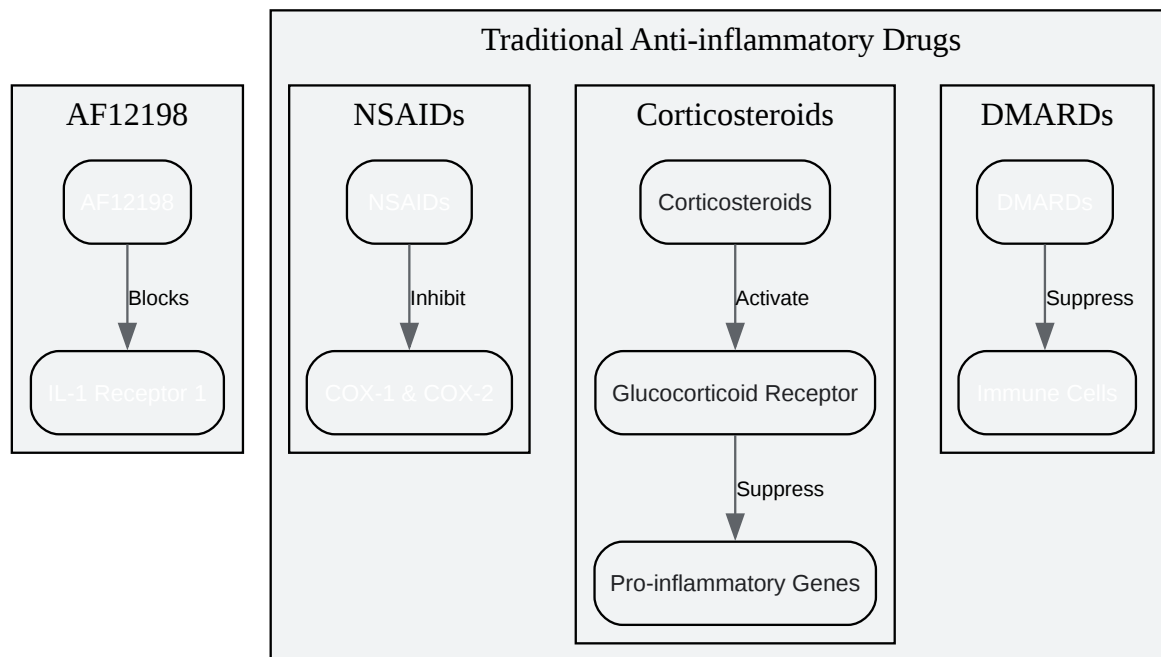 Traditional Anti-inflammatory Drugs
AF12198
AF12198
Blocks
IL-1 Receptor 1
NSAIDs
NSAIDs
Inhibit
COX-1 & COX-2
Corticosteroids
Corticosteroids
Activate
Glucocorticoid Receptor
Suppress
Pro-inflammatory Genes
DMARDs
DMARDs
Suppress
Immune Cells